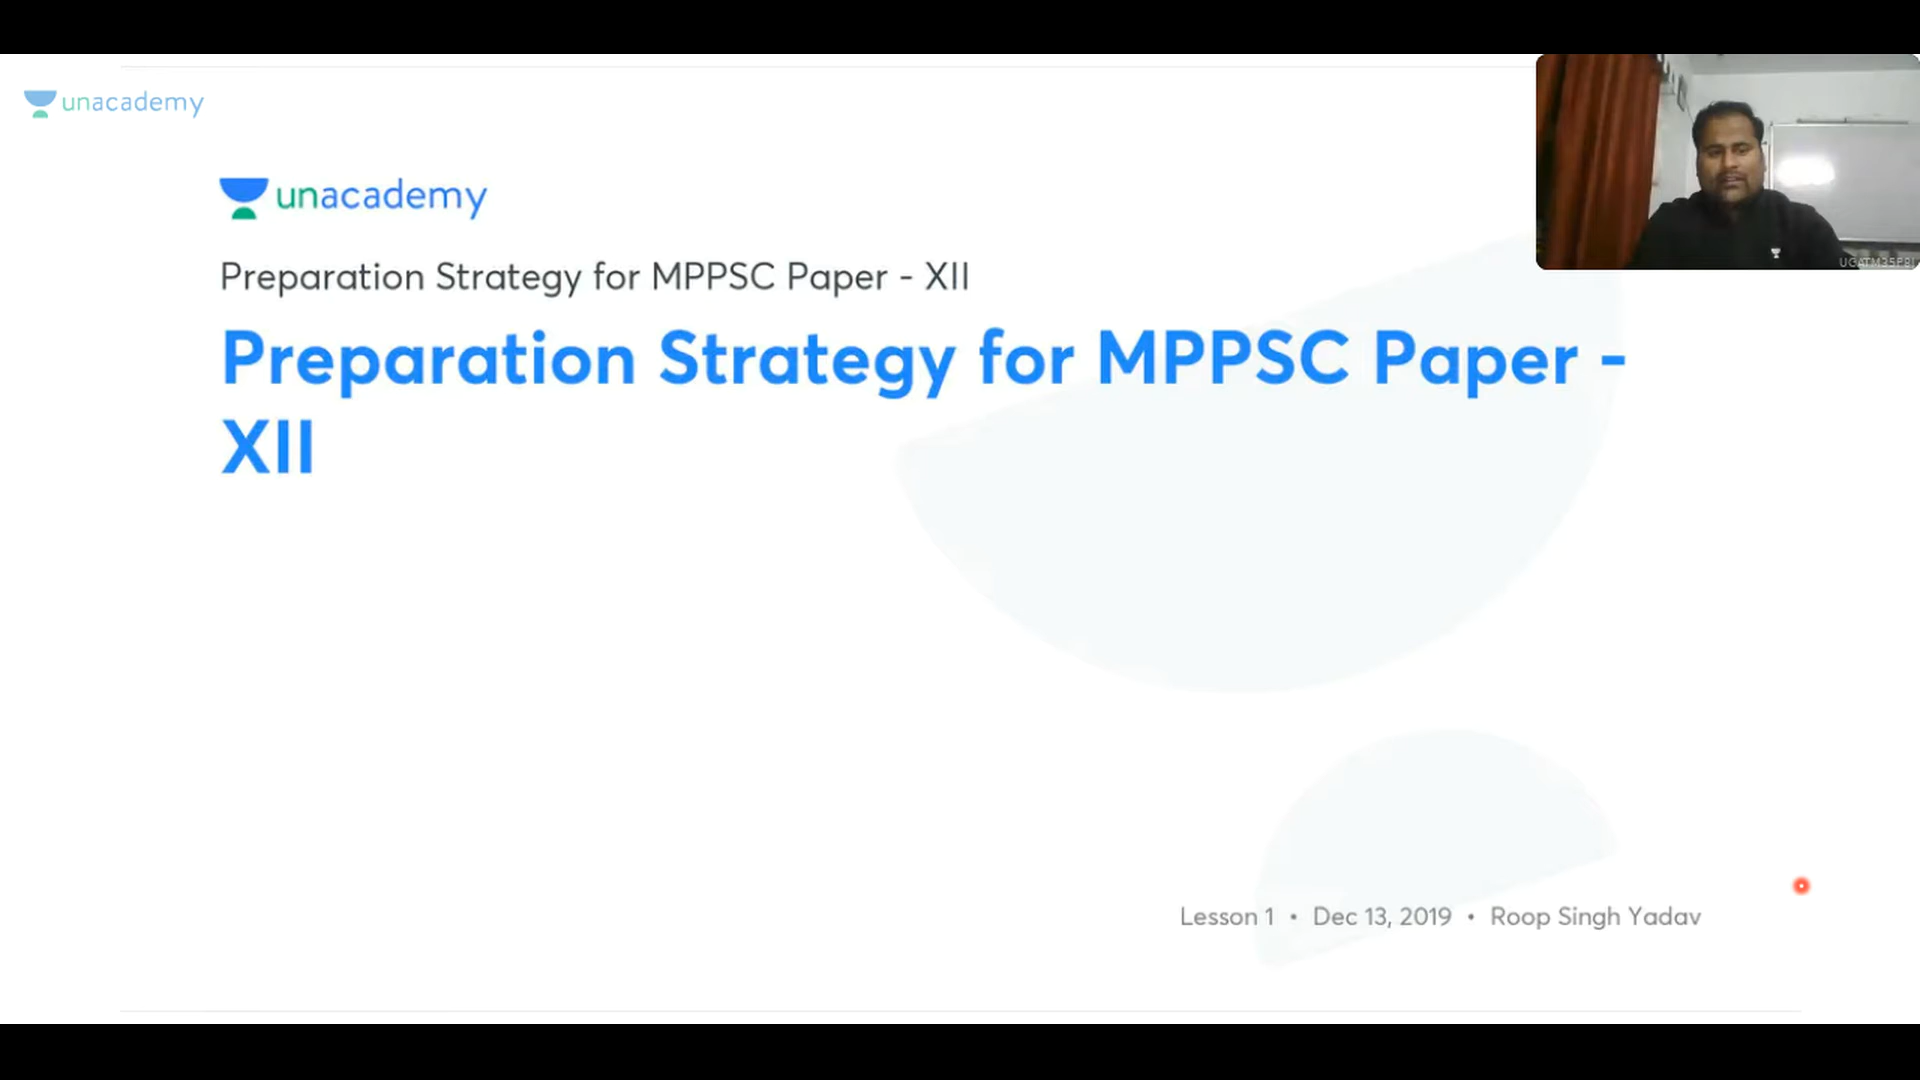 unacademy
unacademy
Preparation Strategy for MPPSC Paper - XII
Preparation Strategy for MPPSC Paper -
XII
Lesson 1 • Dec 13, 2019 • Roop Singh Yadav